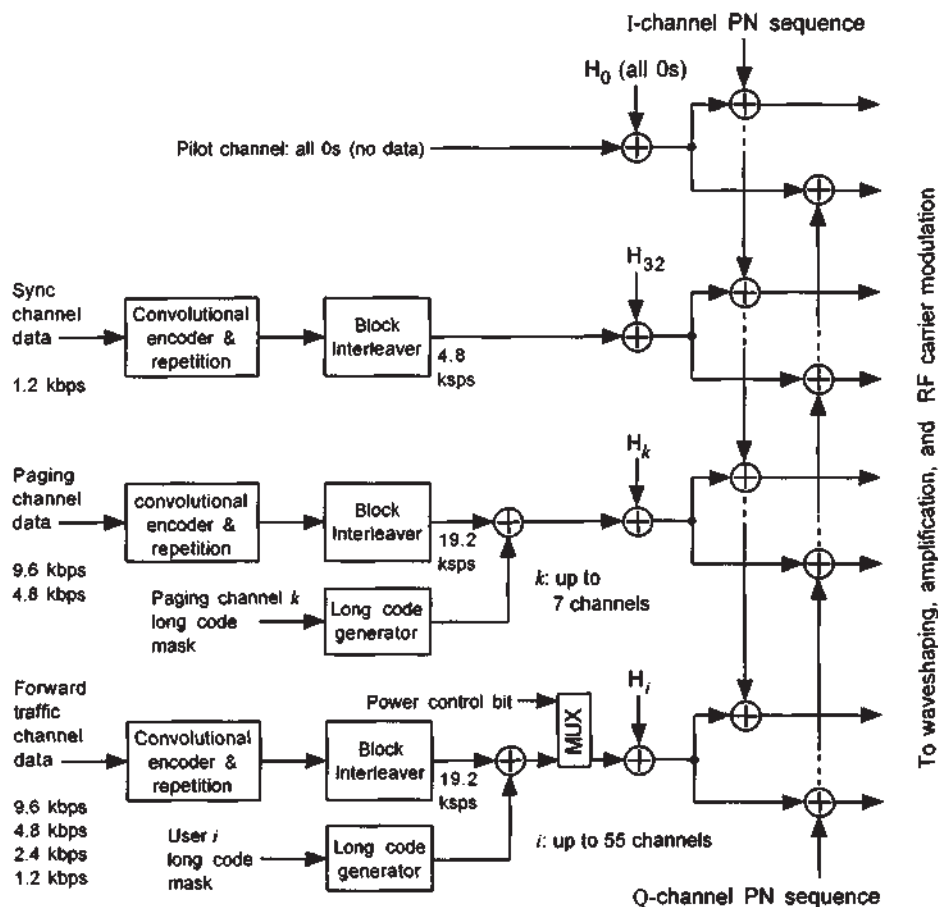 I-channel PN sequence
H0 (all 0s)
Pilot channel: all 0s (no data)
H32
Sync
channel
data
1.2 kbps
Convolutional
encoder &
repetition
Block
Interleaver
4.8
ksps
Hk
Paging
channel
data
9.6 kbps
4.8 kbps
convolutional
encoder &
repetition
Block
Interleaver
19.2
ksps
k: up to
7 channels
Paging channel k
long code
mask
Long code
generator
Forward
traffic
channel
data
9.6 kbps
4.8 kbps
2.4 kbps
1.2 kbps
Convolutional
encoder &
repetition
Block
Interleaver
19.2
ksps
Power control bit
MUX
Hi
User i
long code
mask
Long code
generator
i: up to 55 channels
Q-channel PN sequence
To waveshaping, amplification, and RF carrier modulation